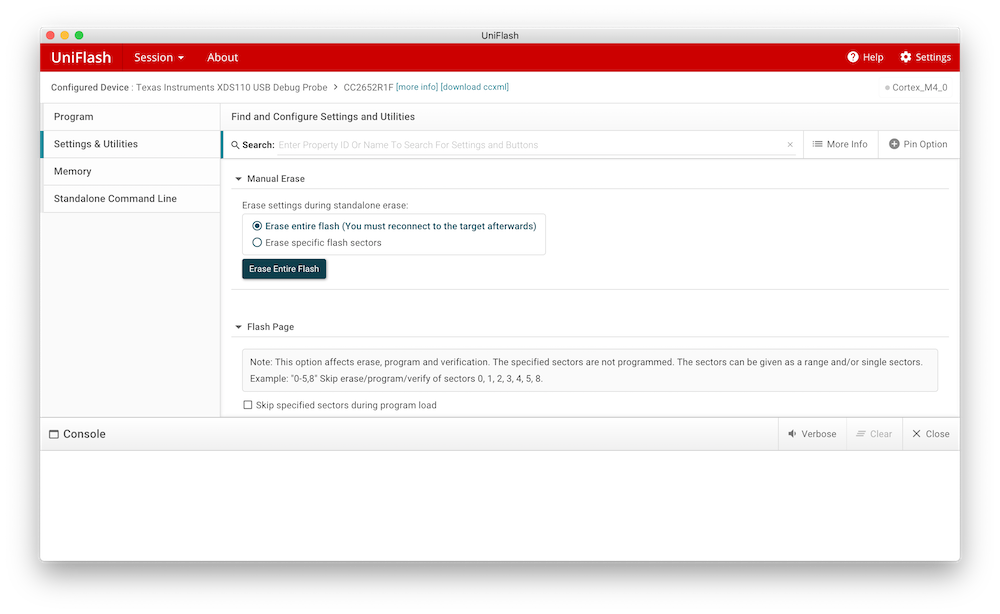 UniFlash
UniFlash Session About Help Settings
Configured Device : Texas Instruments XDS110 USB Debug Probe > CC2652R1F [more info] [download ccxml] Cortex_M4_0
Program
Settings & Utilities
Memory
Standalone Command Line
Find and Configure Settings and Utilities
Search: Enter Property ID Or Name To Search For Settings and Buttons × More Info Pin Option
Manual Erase
Erase settings during standalone erase:
Erase entire flash (You must reconnect to the target afterwards)
Erase specific flash sectors
Erase Entire Flash
Flash Page
Note: This option affects erase, program and verification. The specified sectors are not programmed. The sectors can be given as a range and/or single sectors.
Example: "0-5,8" Skip erase/program/verify of sectors 0, 1, 2, 3, 4, 5, 8.
Skip specified sectors during program load
Console Verbose Clear Close